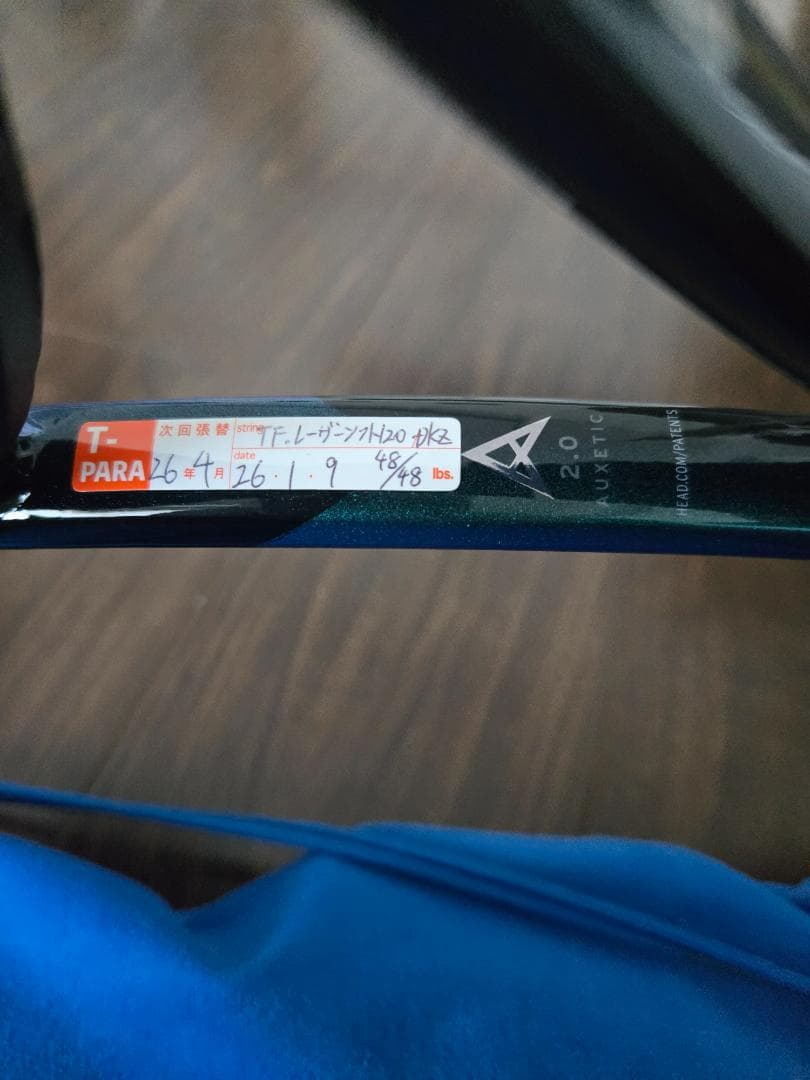 T-PARA
次回張替
26年4月
string TF.レーザーソフト120
date 26.1.9 48/48 lbs.
2.0
AUXETIC
HEAD.COM/PATENTS